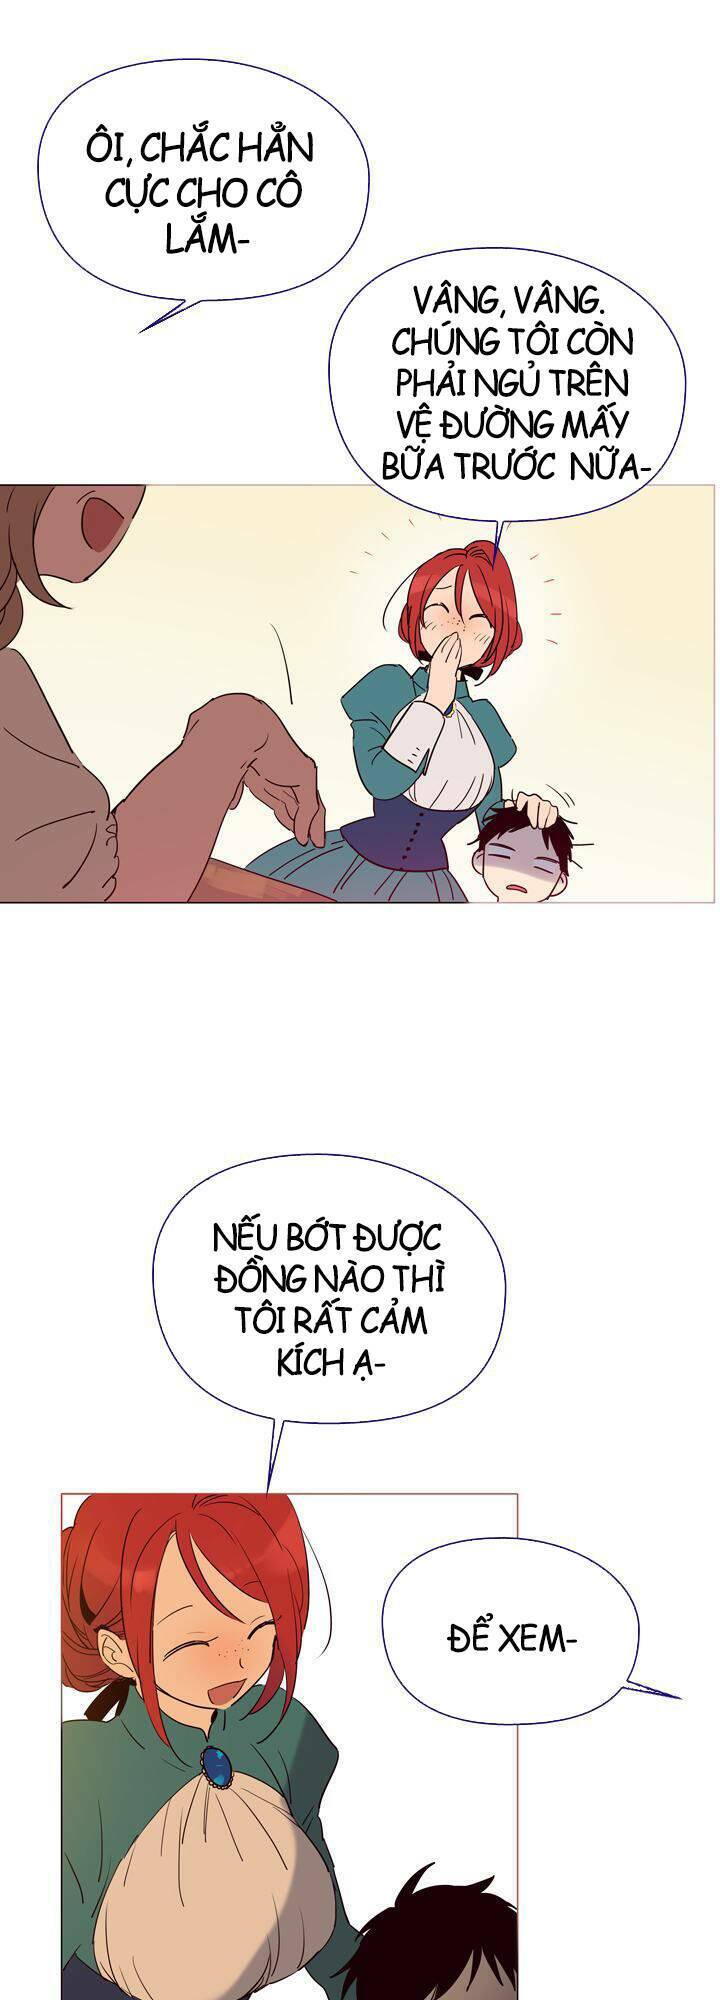 ÔI, CHẮC HẲN
CỰC CHO CÔ
LẮM-
VÂNG, VÂNG.
CHÚNG TÔI CÒN
PHẢI NGỦ TRÊN
VỆ ĐƯỜNG MẤY
BỮA TRƯỚC NỮA-
NẾU BỚT ĐƯỢC
ĐỒNG NÀO THÌ
TÔI RẤT CẢM
KÍCH Ạ-
ĐỂ XEM-